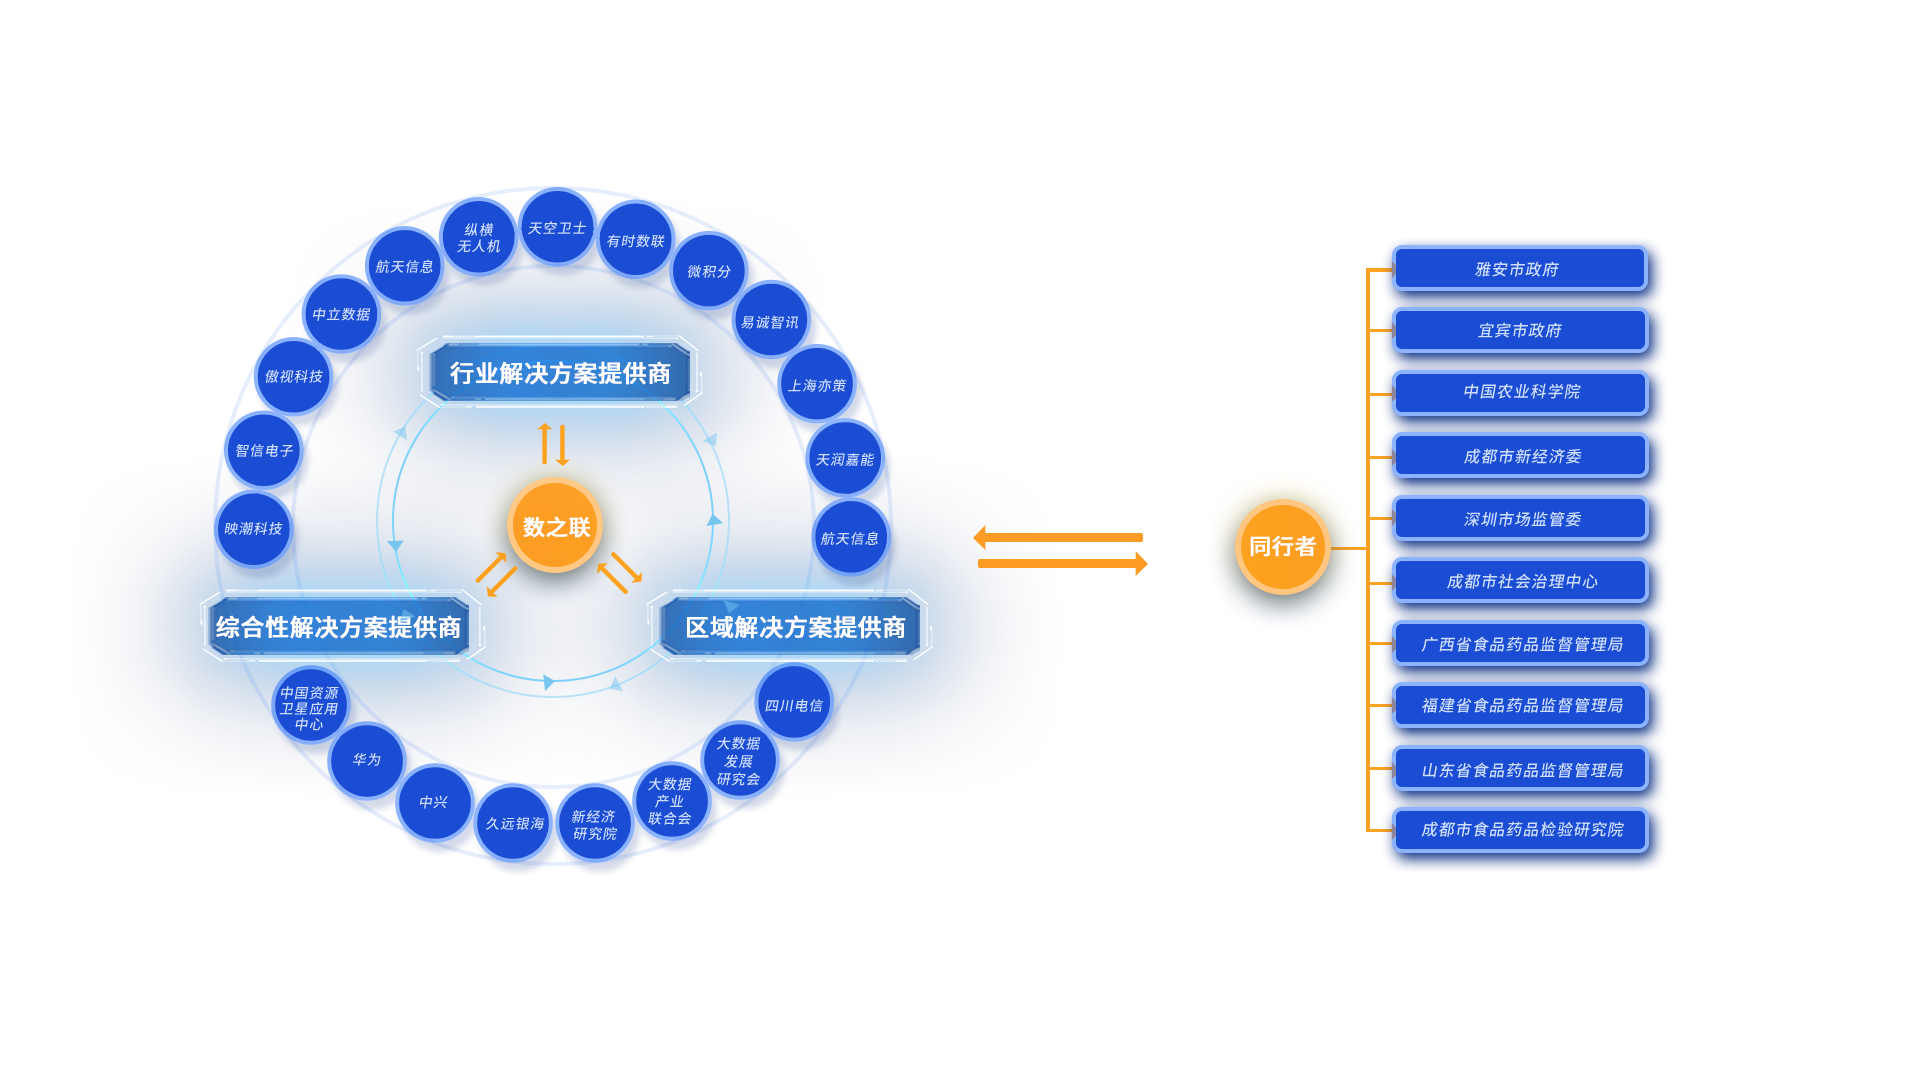 天空卫士
纵横
无人机
有时数联
航天信息
微积分
中立数据
易诚智讯
傲视科技
上海亦策
智信电子
天润嘉能
映潮科技
航天信息
行业解决方案提供商
数之联
综合性解决方案提供商
区域解决方案提供商
中国资源
卫星应用
中心
四川电信
华为
大数据
发展
研究会
中兴
大数据
产业
联合会
久远银海
新经济
研究院
同行者
雅安市政府
宜宾市政府
中国农业科学院
成都市新经济委
深圳市场监管委
成都市社会治理中心
广西省食品药品监督管理局
福建省食品药品监督管理局
山东省食品药品监督管理局
成都市食品药品检验研究院